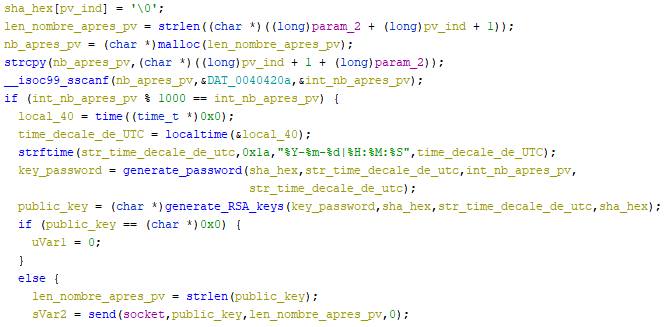 sha_hex[pv_ind] = '\0';
len_nombre_apres_pv = strlen((char *)((long)param_2 + (long)pv_ind + 1));
nb_apres_pv = (char *)malloc(len_nombre_apres_pv);
strcpy(nb_apres_pv,(char *)((long)pv_ind + 1 + (long)param_2));
__isoc99_sscanf(nb_apres_pv,&DAT_0040420a,&int_nb_apres_pv);
if (int_nb_apres_pv % 1000 == int_nb_apres_pv) {
local_40 = time((time_t *)0x0);
time_decale_de_UTC = localtime(&local_40);
strftime(str_time_decale_de_utc,0x1a,"%Y-%m-%d|%H:%M:%S",time_decale_de_UTC);
key_password = generate_password(sha_hex,str_time_decale_de_utc,int_nb_apres_pv,
str_time_decale_de_utc);
public_key = (char *)generate_RSA_keys(key_password,sha_hex,str_time_decale_de_utc,sha_hex);
if (public_key == (char *)0x0) {
uVar1 = 0;
}
else {
len_nombre_apres_pv = strlen(public_key);
sVar2 = send(socket,public_key,len_nombre_apres_pv,0);